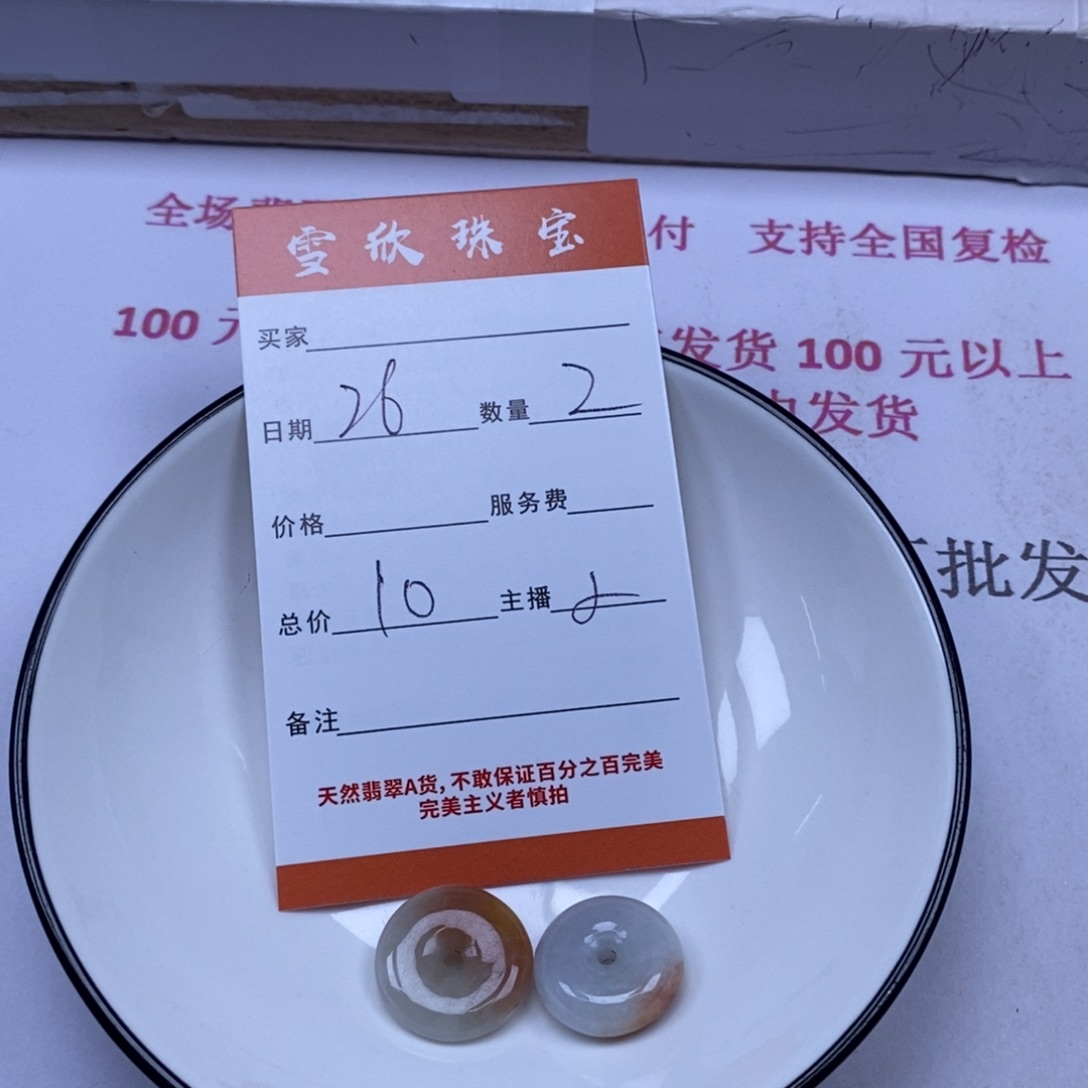 全场
付 支持全国复检
100
发货 100 元以上
发货
批发
雪欣珠宝
买家
日期 26 数量 2
价格 服务费
总价 10 主播
备注
天然翡翠A货，不敢保证百分之百完美
完美主义者慎拍